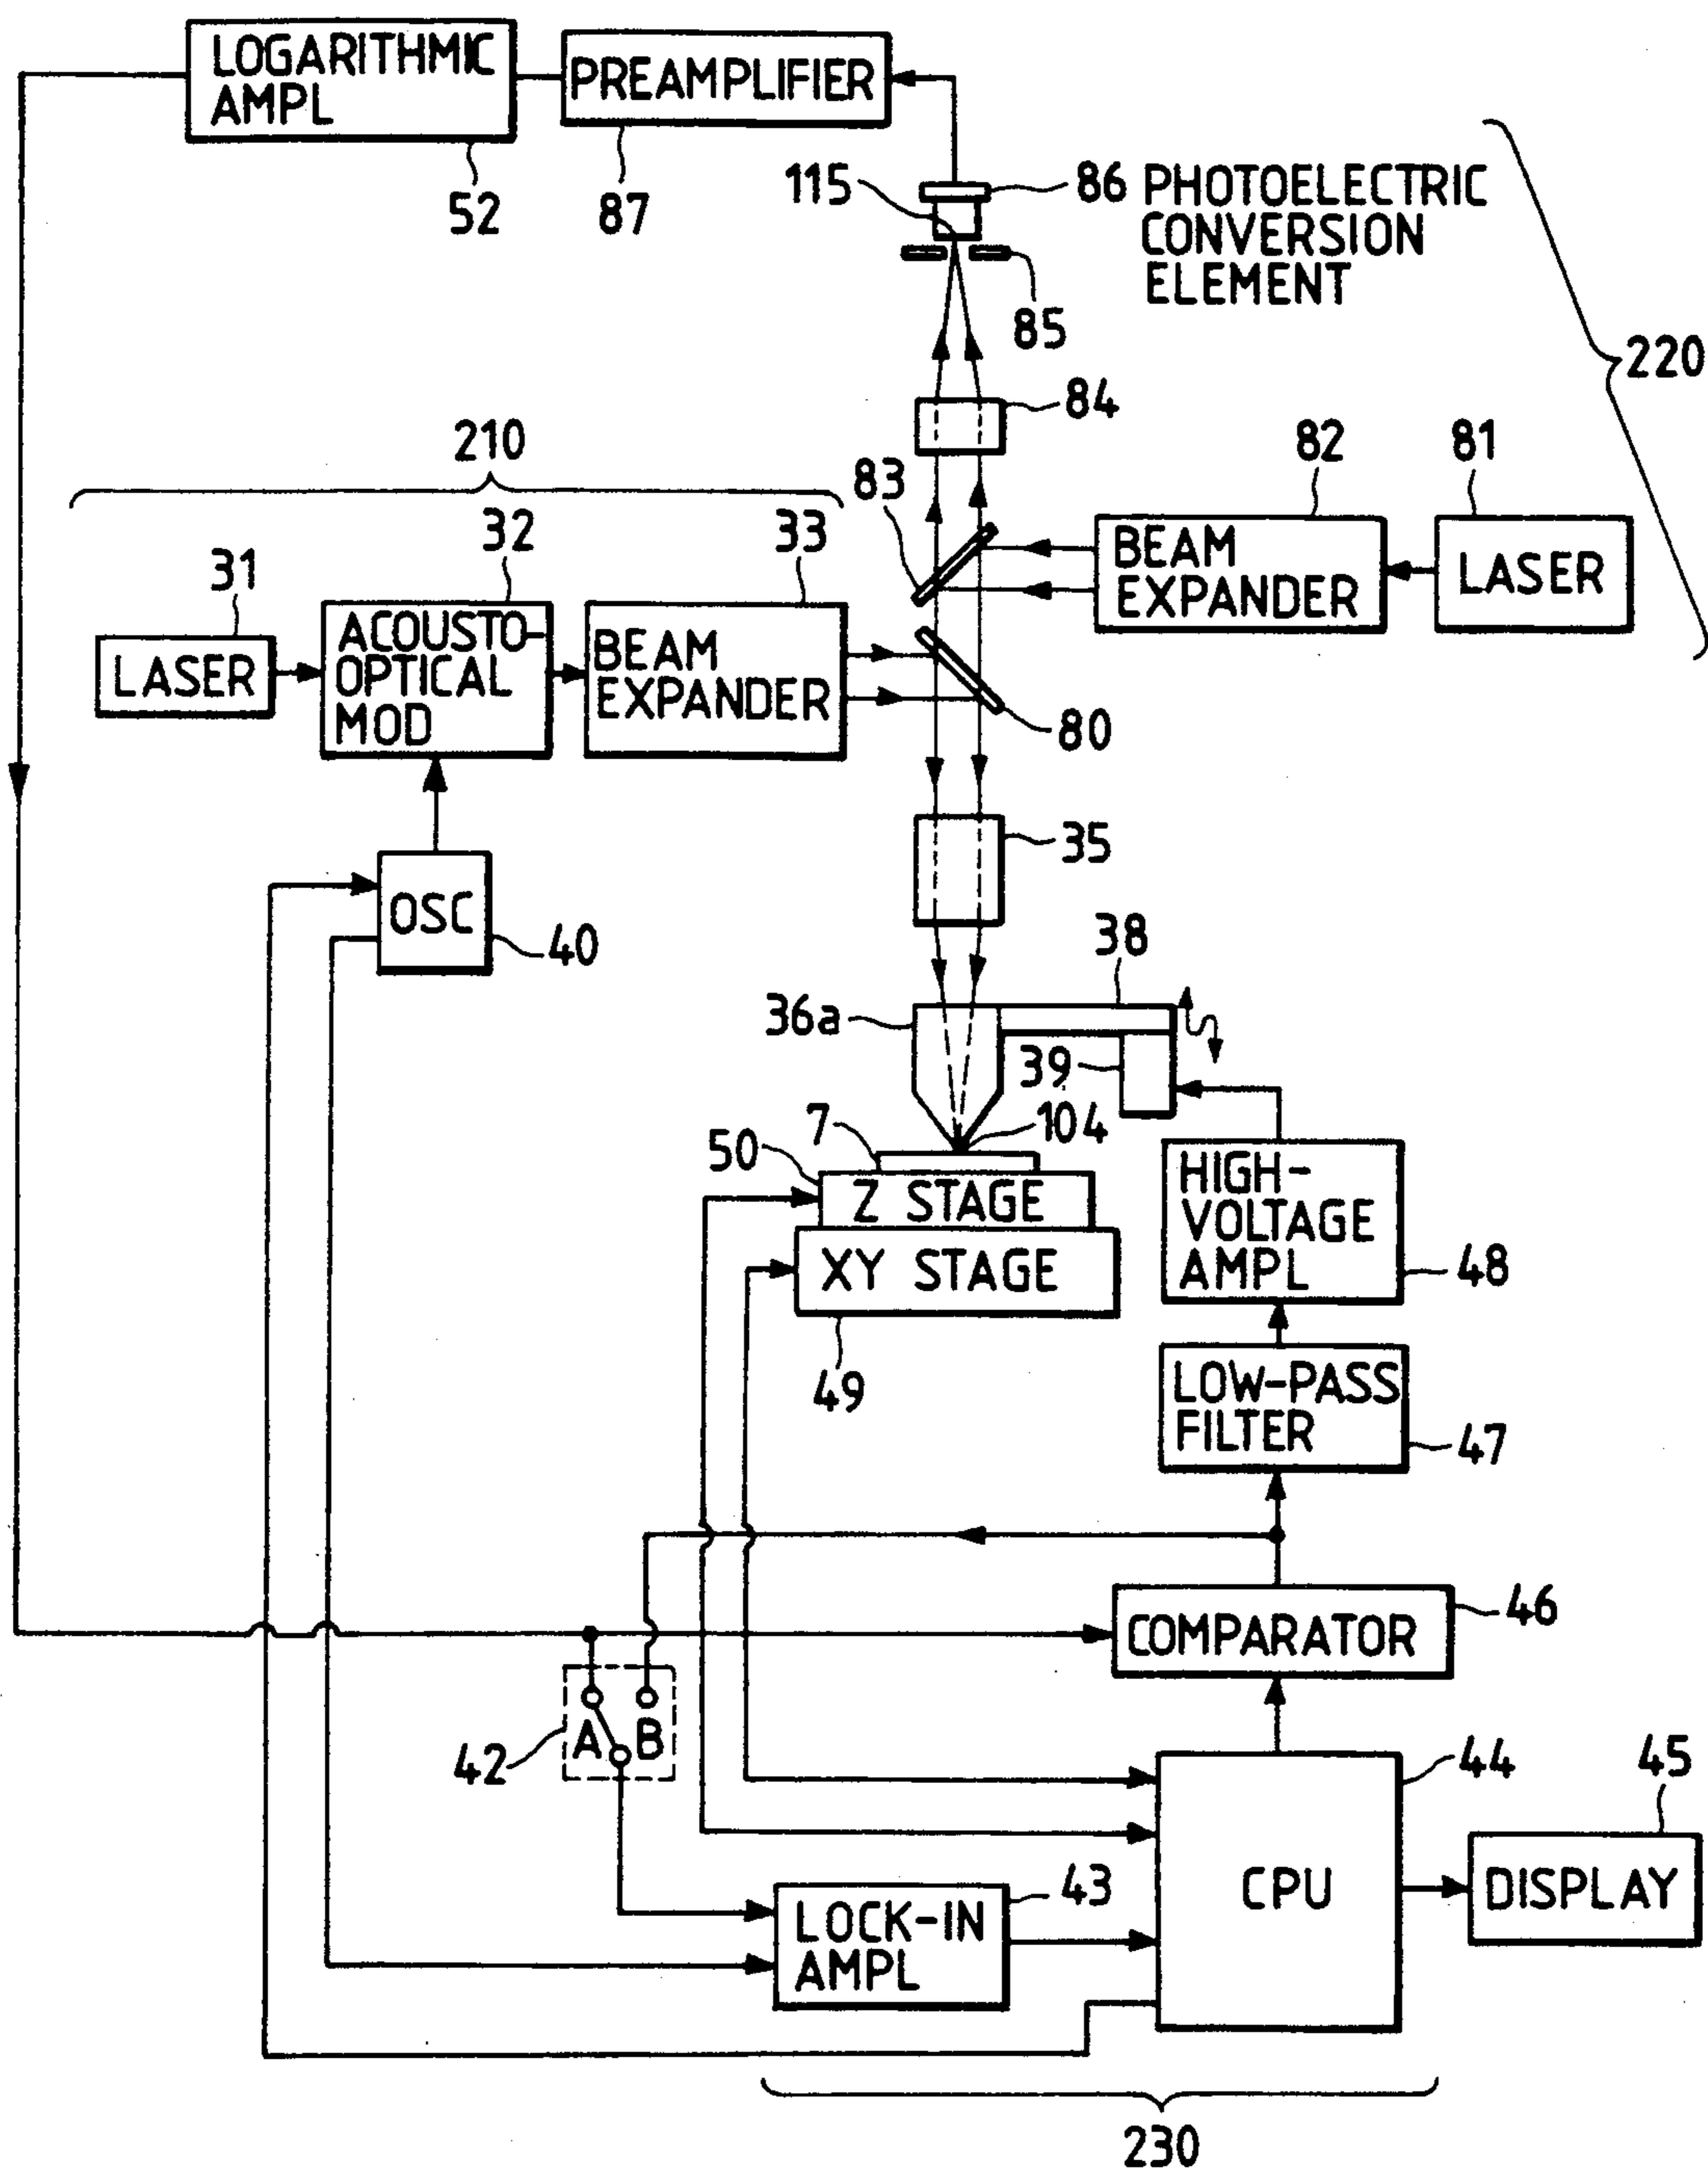 LOGARITHMIC
AMPL
PREAMPLIFIER
52
87
115
86 PHOTOELECTRIC
CONVERSION
ELEMENT
85
220
84
210
83
82
81
31
32
33
BEAM
EXPANDER
LASER
LASER
ACOUSTO-
OPTICAL
MOD
BEAM
EXPANDER
80
35
OSC
40
38
36a
39
7
104
50
Z STAGE
XY STAGE
49
HIGH-
VOLTAGE
AMPL
48
LOW-PASS
FILTER
47
COMPARATOR
46
A B
42
44
45
CPU
DISPLAY
LOCK-IN
AMPL
43
230